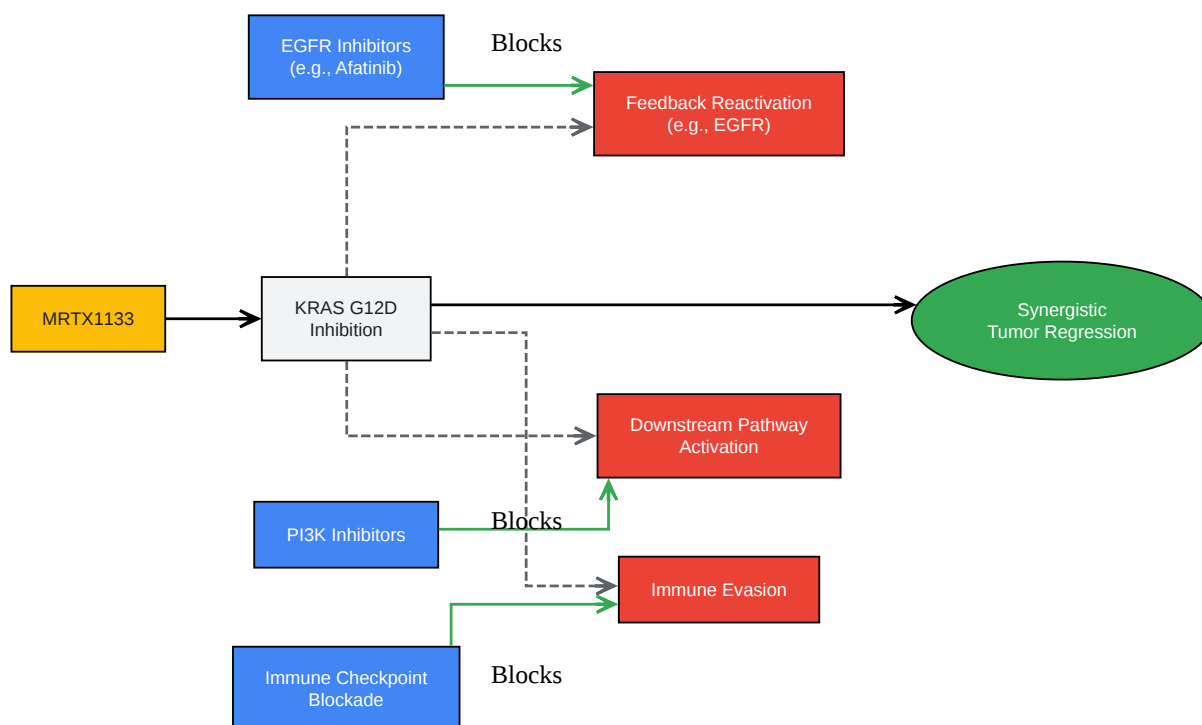 EGFR Inhibitors
(e.g., Afatinib)
Blocks
Feedback Reactivation
(e.g., EGFR)
MRTX1133
KRAS G12D
Inhibition
Synergistic
Tumor Regression
Downstream Pathway
Activation
PI3K Inhibitors
Blocks
Immune Evasion
Immune Checkpoint
Blockade
Blocks